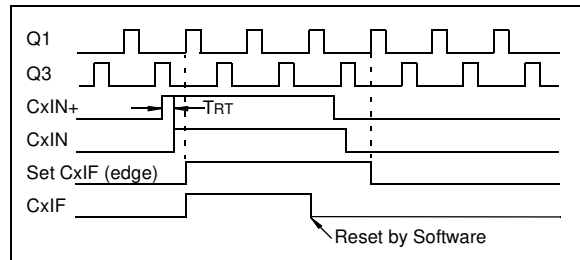 Q1
Q3
CxIN+
TRT
CxIN
Set CxIF (edge)
CxIF
Reset by Software